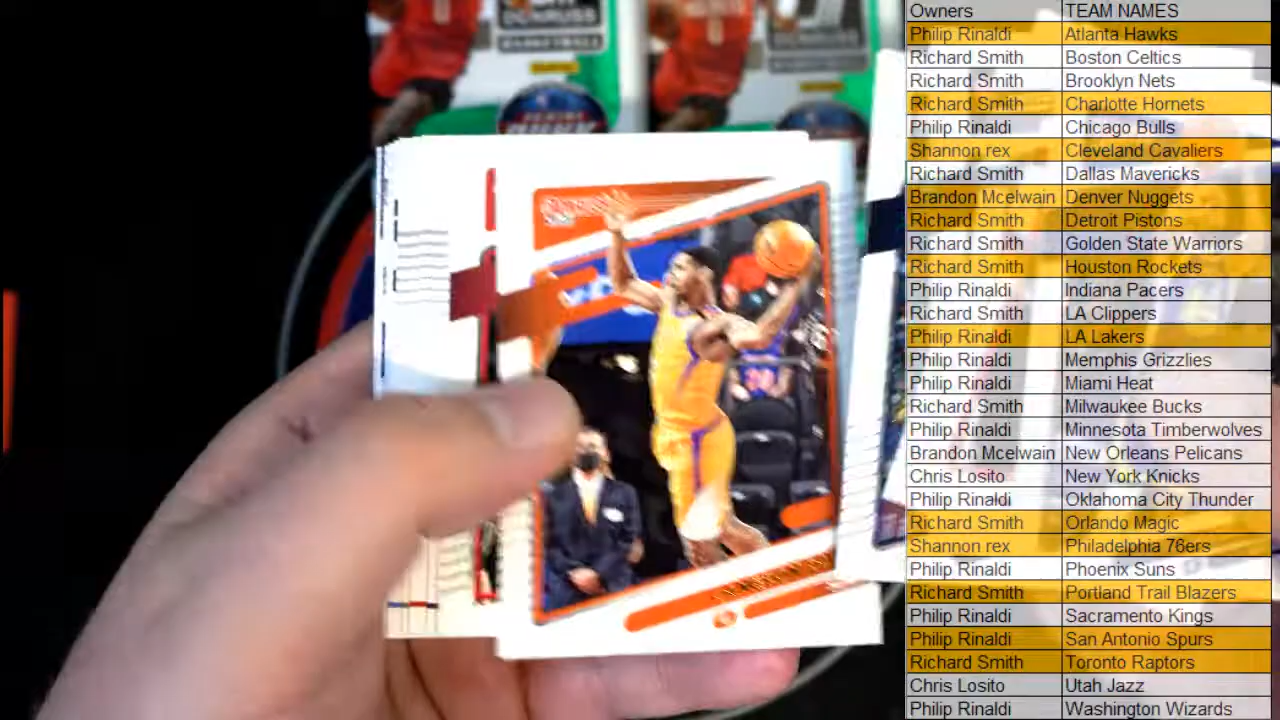 DONRUSS
BASKETBALL
DONRUSS
Owners TEAM NAMES
Philip Rinaldi Atlanta Hawks
Richard Smith Boston Celtics
Richard Smith Brooklyn Nets
Richard Smith Charlotte Hornets
Philip Rinaldi Chicago Bulls
Shannon rex Cleveland Cavaliers
Richard Smith Dallas Mavericks
Brandon Mcelwain Denver Nuggets
Richard Smith Detroit Pistons
Richard Smith Golden State Warriors
Richard Smith Houston Rockets
Philip Rinaldi Indiana Pacers
Richard Smith LA Clippers
Philip Rinaldi LA Lakers
Philip Rinaldi Memphis Grizzlies
Philip Rinaldi Miami Heat
Richard Smith Milwaukee Bucks
Philip Rinaldi Minnesota Timberwolves
Brandon Mcelwain New Orleans Pelicans
Chris Losito New York Knicks
Philip Rinaldi Oklahoma City Thunder
Richard Smith Orlando Magic
Shannon rex Philadelphia 76ers
Philip Rinaldi Phoenix Suns
Richard Smith Portland Trail Blazers
Philip Rinaldi Sacramento Kings
Philip Rinaldi San Antonio Spurs
Richard Smith Toronto Raptors
Chris Losito Utah Jazz
Philip Rinaldi Washington Wizards